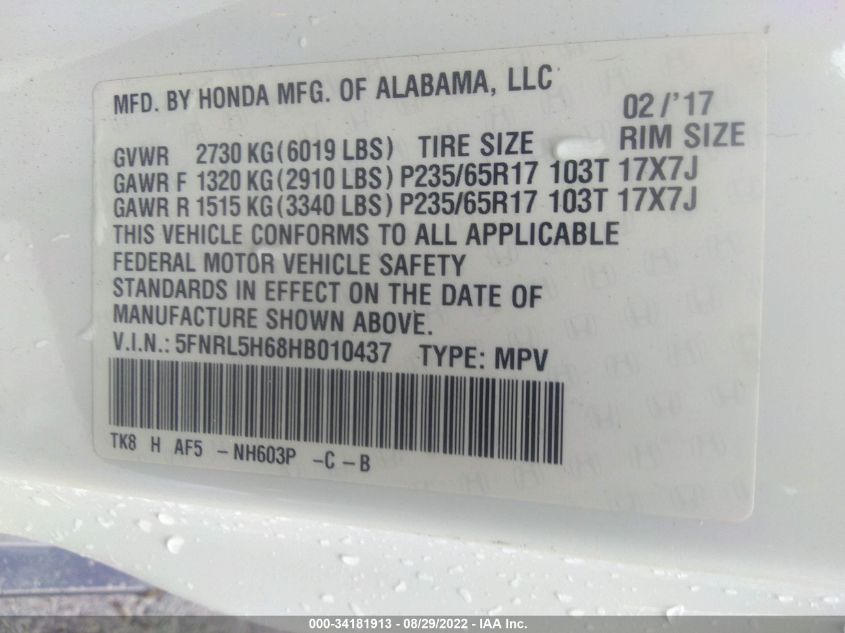 MFD. BY HONDA MFG. OF ALABAMA, LLC 02/'17
GVWR 2730 KG(6019 LBS) TIRE SIZE RIM SIZE
GAWR F 1320 KG(2910 LBS) P235/65R17 103T 17X7J
GAWR R 1515 KG(3340 LBS) P235/65R17 103T 17X7J
THIS VEHICLE CONFORMS TO ALL APPLICABLE
FEDERAL MOTOR VEHICLE SAFETY
STANDARDS IN EFFECT ON THE DATE OF
MANUFACTURE SHOWN ABOVE.
V.I.N.: 5FNRL5H68HB010437 TYPE: MPV
TK8 H AF5 -NH603P -C-B
000-34181913 - 08/29/2022 - IAA Inc.